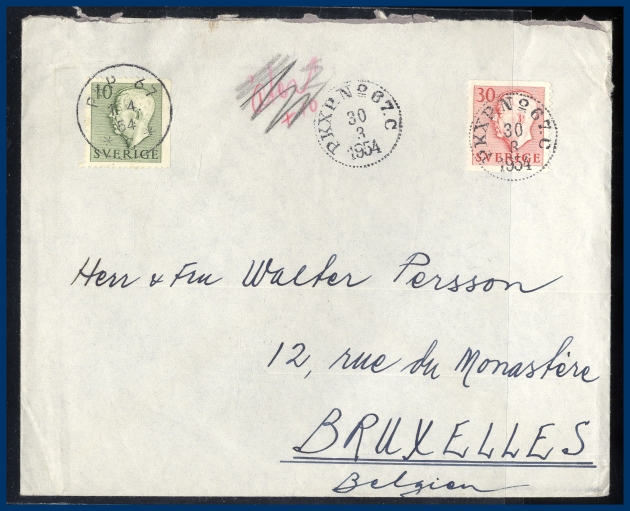 10
SVERIGE
PKXP. Nº 67.C
30
3
1954
30
SVERIGE
PKXP. Nº 67.C
30
3
1954
Herr & Fru Walter Persson
12, rue du Monastére
BRUXELLES
Belgien